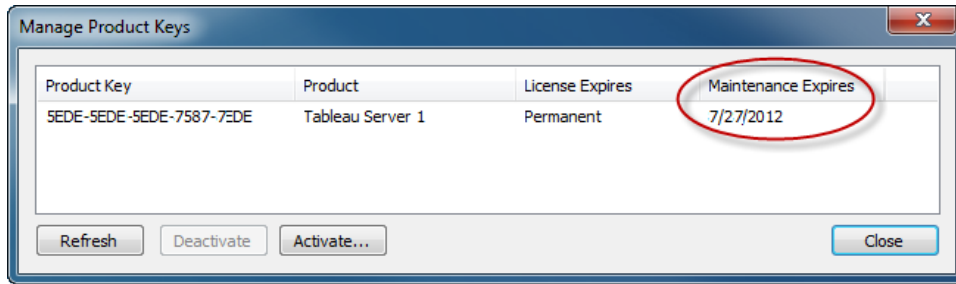 Manage Product Keys
Product Key Product License Expires Maintenance Expires
5EDE-5EDE-5EDE-7587-7EDE Tableau Server 1 Permanent 7/27/2012
Refresh Deactivate Activate... Close